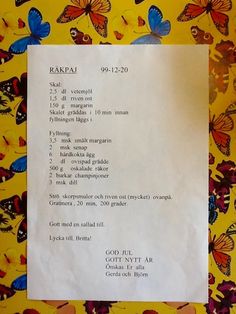 RÄKPAJ 99-12-20
Skal:
2,5 dl vetemjöl
1,5 dl riven ost
150 g margarin
Skalet gräddas i 10 min innan
fyllningen läggs i.
Fyllning:
3,5 msk smält margarin
2 msk senap
6 hårdkokta ägg
2 dl ovispad grädde
500 g oskalade räkor
2 burkar champinjoner
3 msk dill
Strö skorpsmulor och riven ost (mycket) ovanpå.
Gratinera, 20 min, 200 grader.
Gott med en sallad till.
Lycka till, Britta!
GOD JUL
GOTT NYTT ÅR
Önskas Er alla
Gerda och Björn